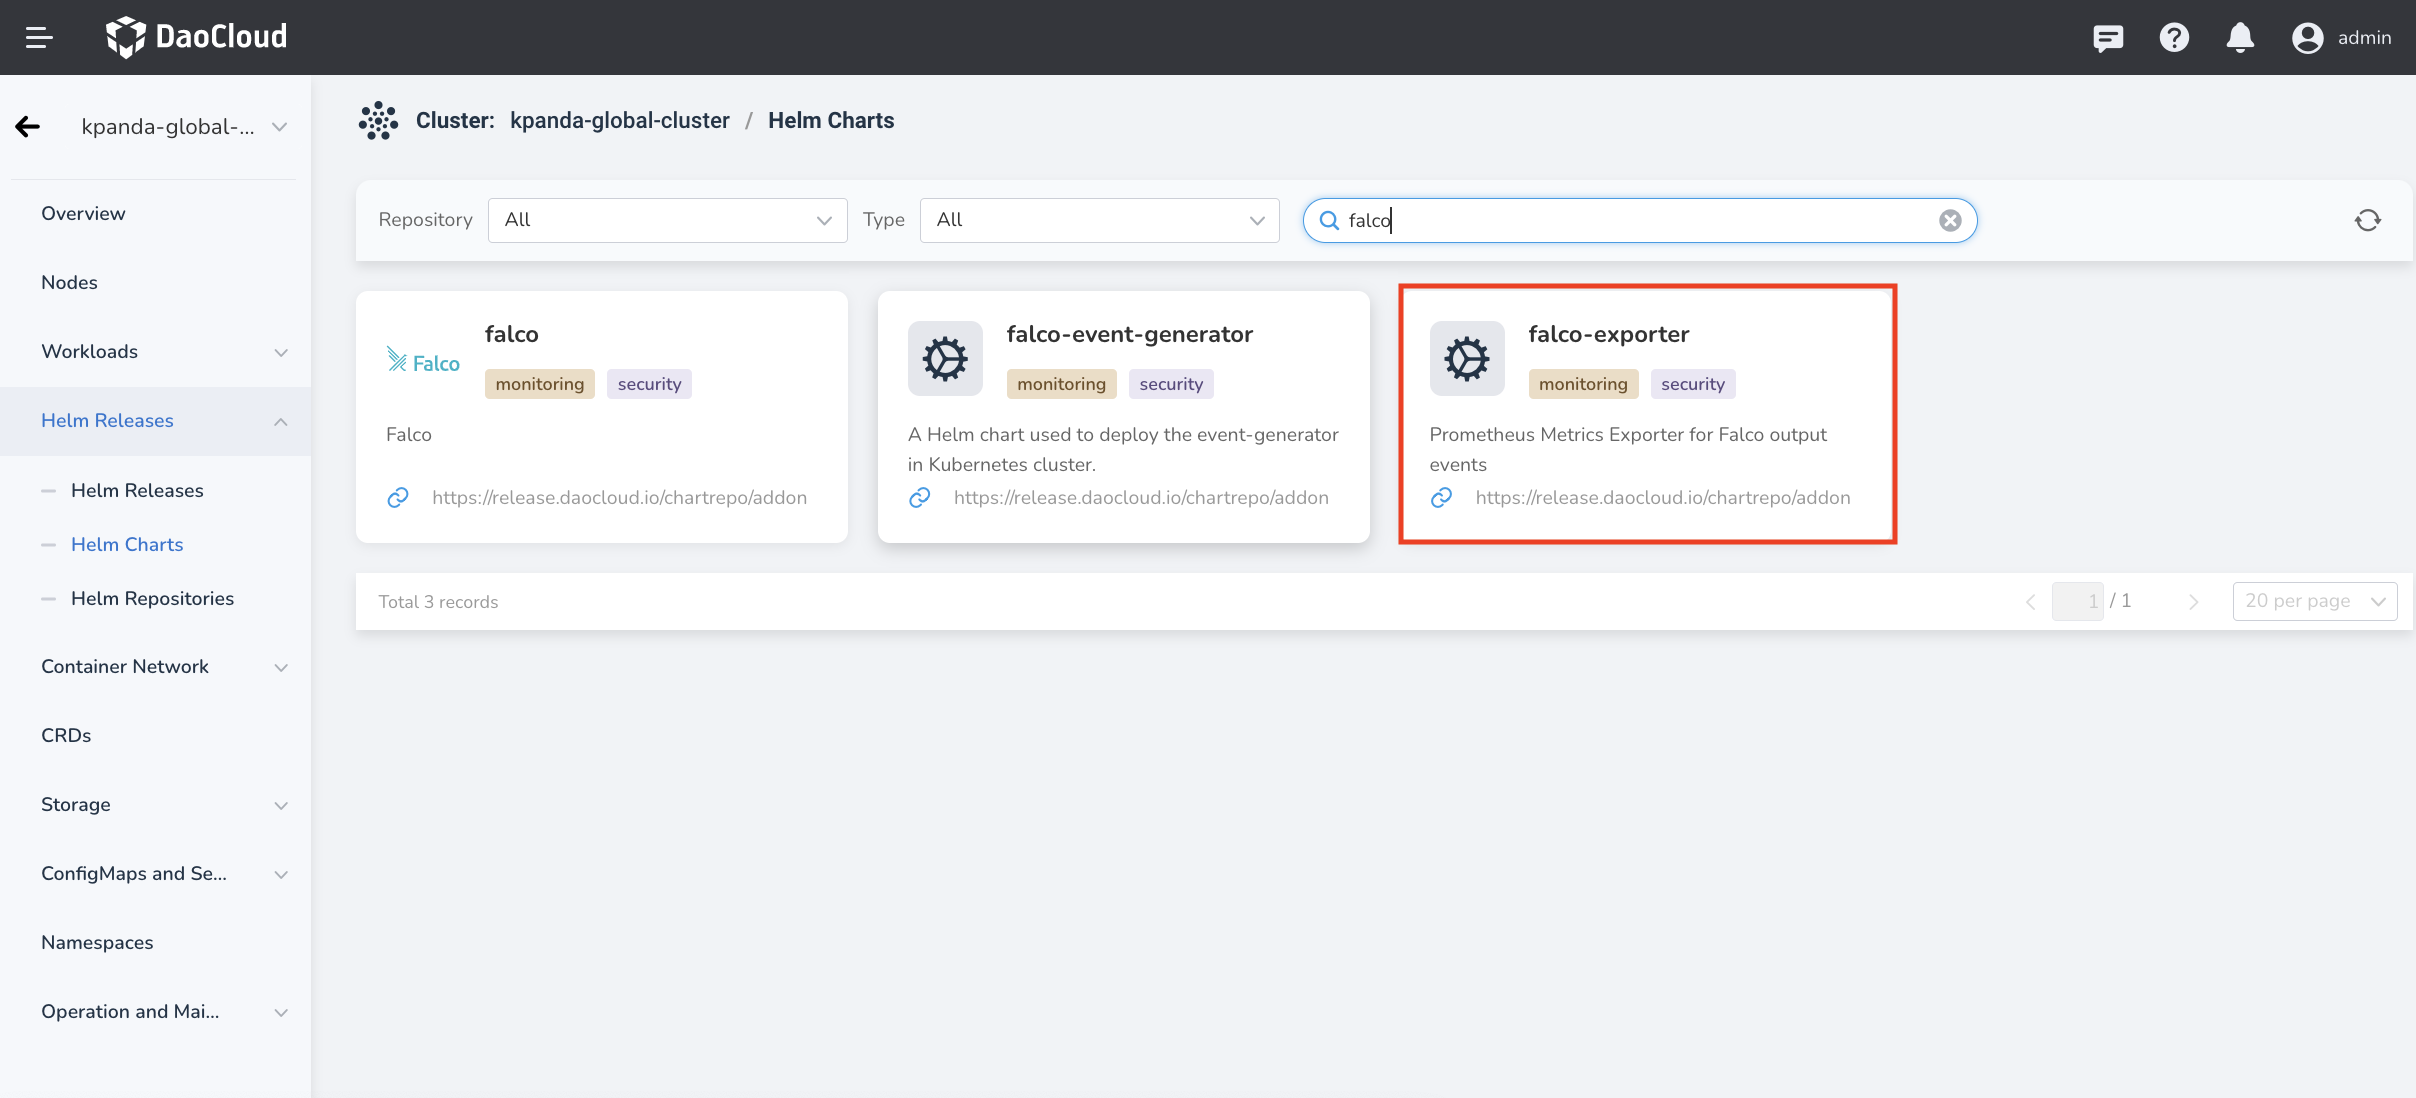 DaoCloud
admin
kpanda-global-...
Overview
Nodes
Workloads
Helm Releases
Helm Releases
Helm Charts
Helm Repositories
Container Network
CRDs
Storage
ConfigMaps and Se...
Namespaces
Operation and Mai...
Cluster: kpanda-global-cluster / Helm Charts
Repository All Type All falco
falco
Falco
monitoring security
Falco
https://release.daocloud.io/chartrepo/addon
falco-event-generator
monitoring security
A Helm chart used to deploy the event-generator
in Kubernetes cluster.
https://release.daocloud.io/chartrepo/addon
falco-exporter
monitoring security
Prometheus Metrics Exporter for Falco output
events
https://release.daocloud.io/chartrepo/addon
Total 3 records
1 / 1
20 per page